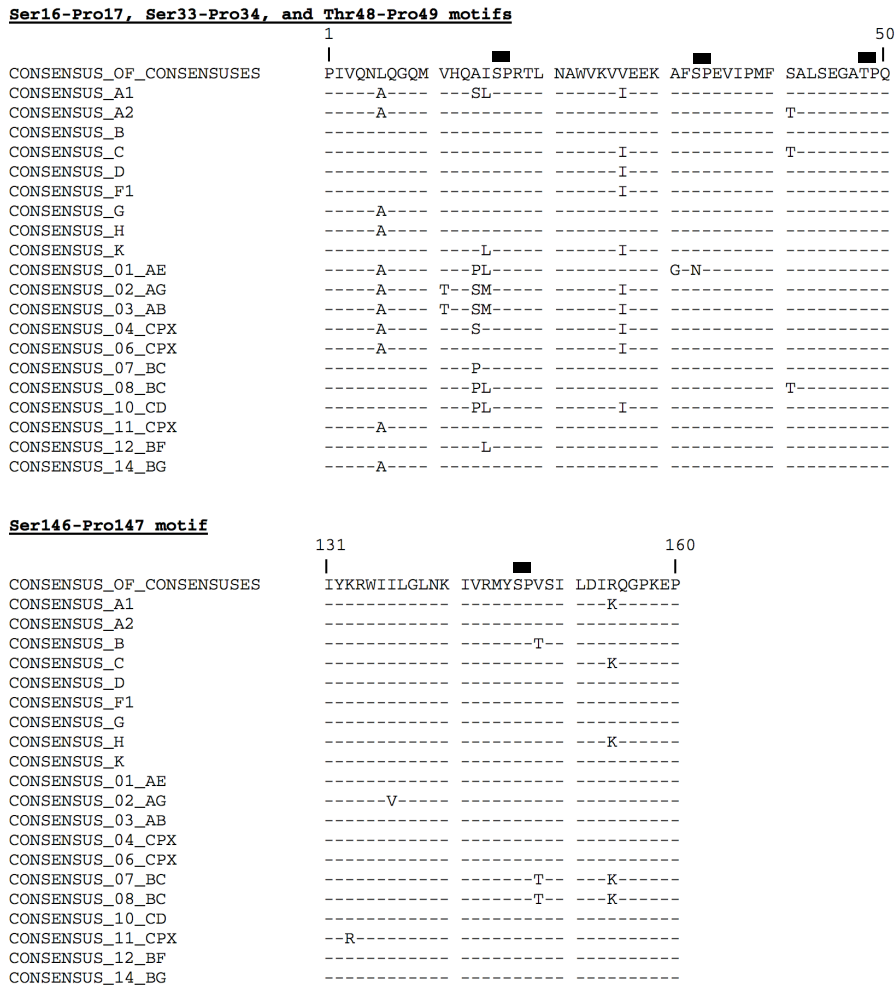 Ser16-Pro17, Ser33-Pro34, and Thr48-Pro49 motifs
1 50
CONSENSUS_OF_CONSENSUSES PIVQNLQGQM VHQAISPRTL NAWVKVVEEK AFSPEVIPMF SALSEGATPQ
CONSENSUS_A1 -----A---- ---SL----- ------I--- ---------- ----------
CONSENSUS_A2 -----A---- ---------- ---------- ---------- T---------
CONSENSUS_B ---------- ---------- ---------- ---------- ----------
CONSENSUS_C ---------- ---------- ------I--- ---------- T---------
CONSENSUS_D ---------- ---------- ------I--- ---------- ----------
CONSENSUS_F1 ---------- ---------- ------I--- ---------- ----------
CONSENSUS_G -----A---- ---------- ---------- ---------- ----------
CONSENSUS_H -----A---- ---------- ---------- ---------- ----------
CONSENSUS_K ---------- ----L----- ------I--- ---------- ----------
CONSENSUS_01_AE -----A---- ---PL----- ---------- G-N------- ----------
CONSENSUS_02_AG -----A---- T--SM----- ------I--- ---------- ----------
CONSENSUS_03_AB -----A---- T--SM----- ------I--- ---------- ----------
CONSENSUS_04_CPX -----A---- ---S------ ------I--- ---------- ----------
CONSENSUS_06_CPX -----A---- ---------- ------I--- ---------- ----------
CONSENSUS_07_BC ---------- ---P------ ---------- ---------- ----------
CONSENSUS_08_BC ---------- ---PL----- ---------- ---------- T---------
CONSENSUS_10_CD ---------- ---PL----- ------I--- ---------- ----------
CONSENSUS_11_CPX -----A---- ---------- ---------- ---------- ----------
CONSENSUS_12_BF ---------- ----L----- ---------- ---------- ----------
CONSENSUS_14_BG -----A---- ---------- ---------- ---------- ----------
Ser146-Pro147 motif
131 160
CONSENSUS_OF_CONSENSUSES IYKRWIILGLNK IVRMYSPVSI LDIRQGPKEP
CONSENSUS_A1 ------------ ---------- ---K------
CONSENSUS_A2 ------------ ---------- ----------
CONSENSUS_B ------------ -------T-- ----------
CONSENSUS_C ------------ ---------- ---K------
CONSENSUS_D ------------ ---------- ----------
CONSENSUS_F1 ------------ ---------- ----------
CONSENSUS_G ------------ ---------- ----------
CONSENSUS_H ------------ ---------- ---K------
CONSENSUS_K ------------ ---------- ----------
CONSENSUS_01_AE ------------ ---------- ----------
CONSENSUS_02_AG ------V----- ---------- ----------
CONSENSUS_03_AB ------------ ---------- ----------
CONSENSUS_04_CPX ------------ ---------- ----------
CONSENSUS_06_CPX ------------ ---------- ----------
CONSENSUS_07_BC ------------ -------T-- ---K------
CONSENSUS_08_BC ------------ -------T-- ---K------
CONSENSUS_10_CD ------------ ---------- ----------
CONSENSUS_11_CPX --R--------- ---------- ----------
CONSENSUS_12_BF ------------ ---------- ----------
CONSENSUS_14_BG ------------ ---------- ----------